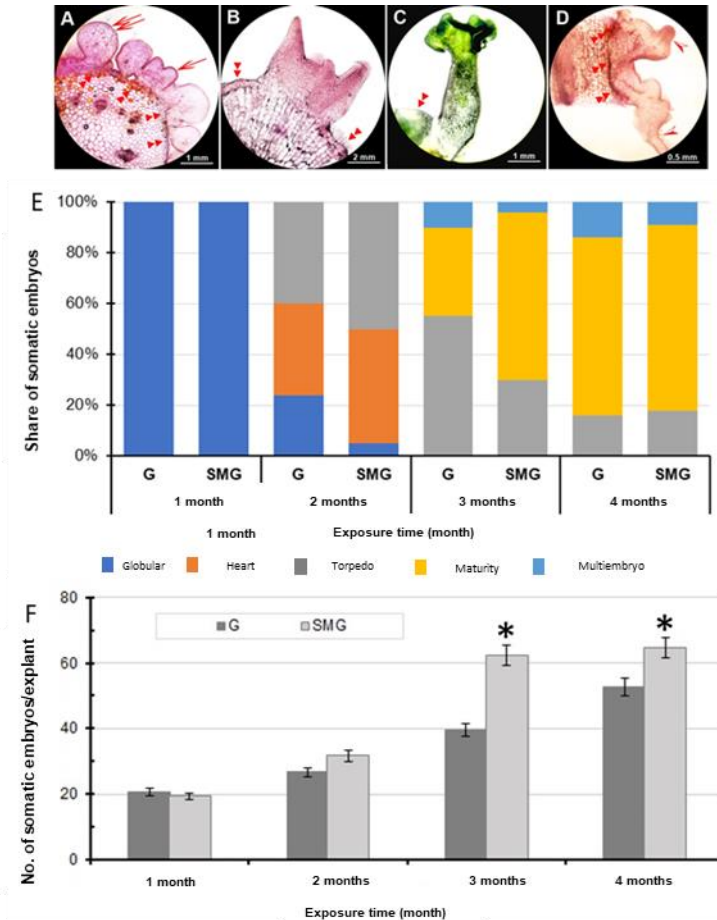 A
B
C
D
1 mm
2 mm
1 mm
0.5 mm
E
100%
80%
60%
40%
20%
0%
Share of somatic embryos
G SMG G SMG G SMG G SMG
1 month 2 months 3 months 4 months
1 month Exposure time (month)
Globular Heart Torpedo Maturity Multiembryo
F
80
60
40
20
0
No. of somatic embryos/explant
G SMG
*
*
1 month 2 months 3 months 4 months
Exposure time (month)